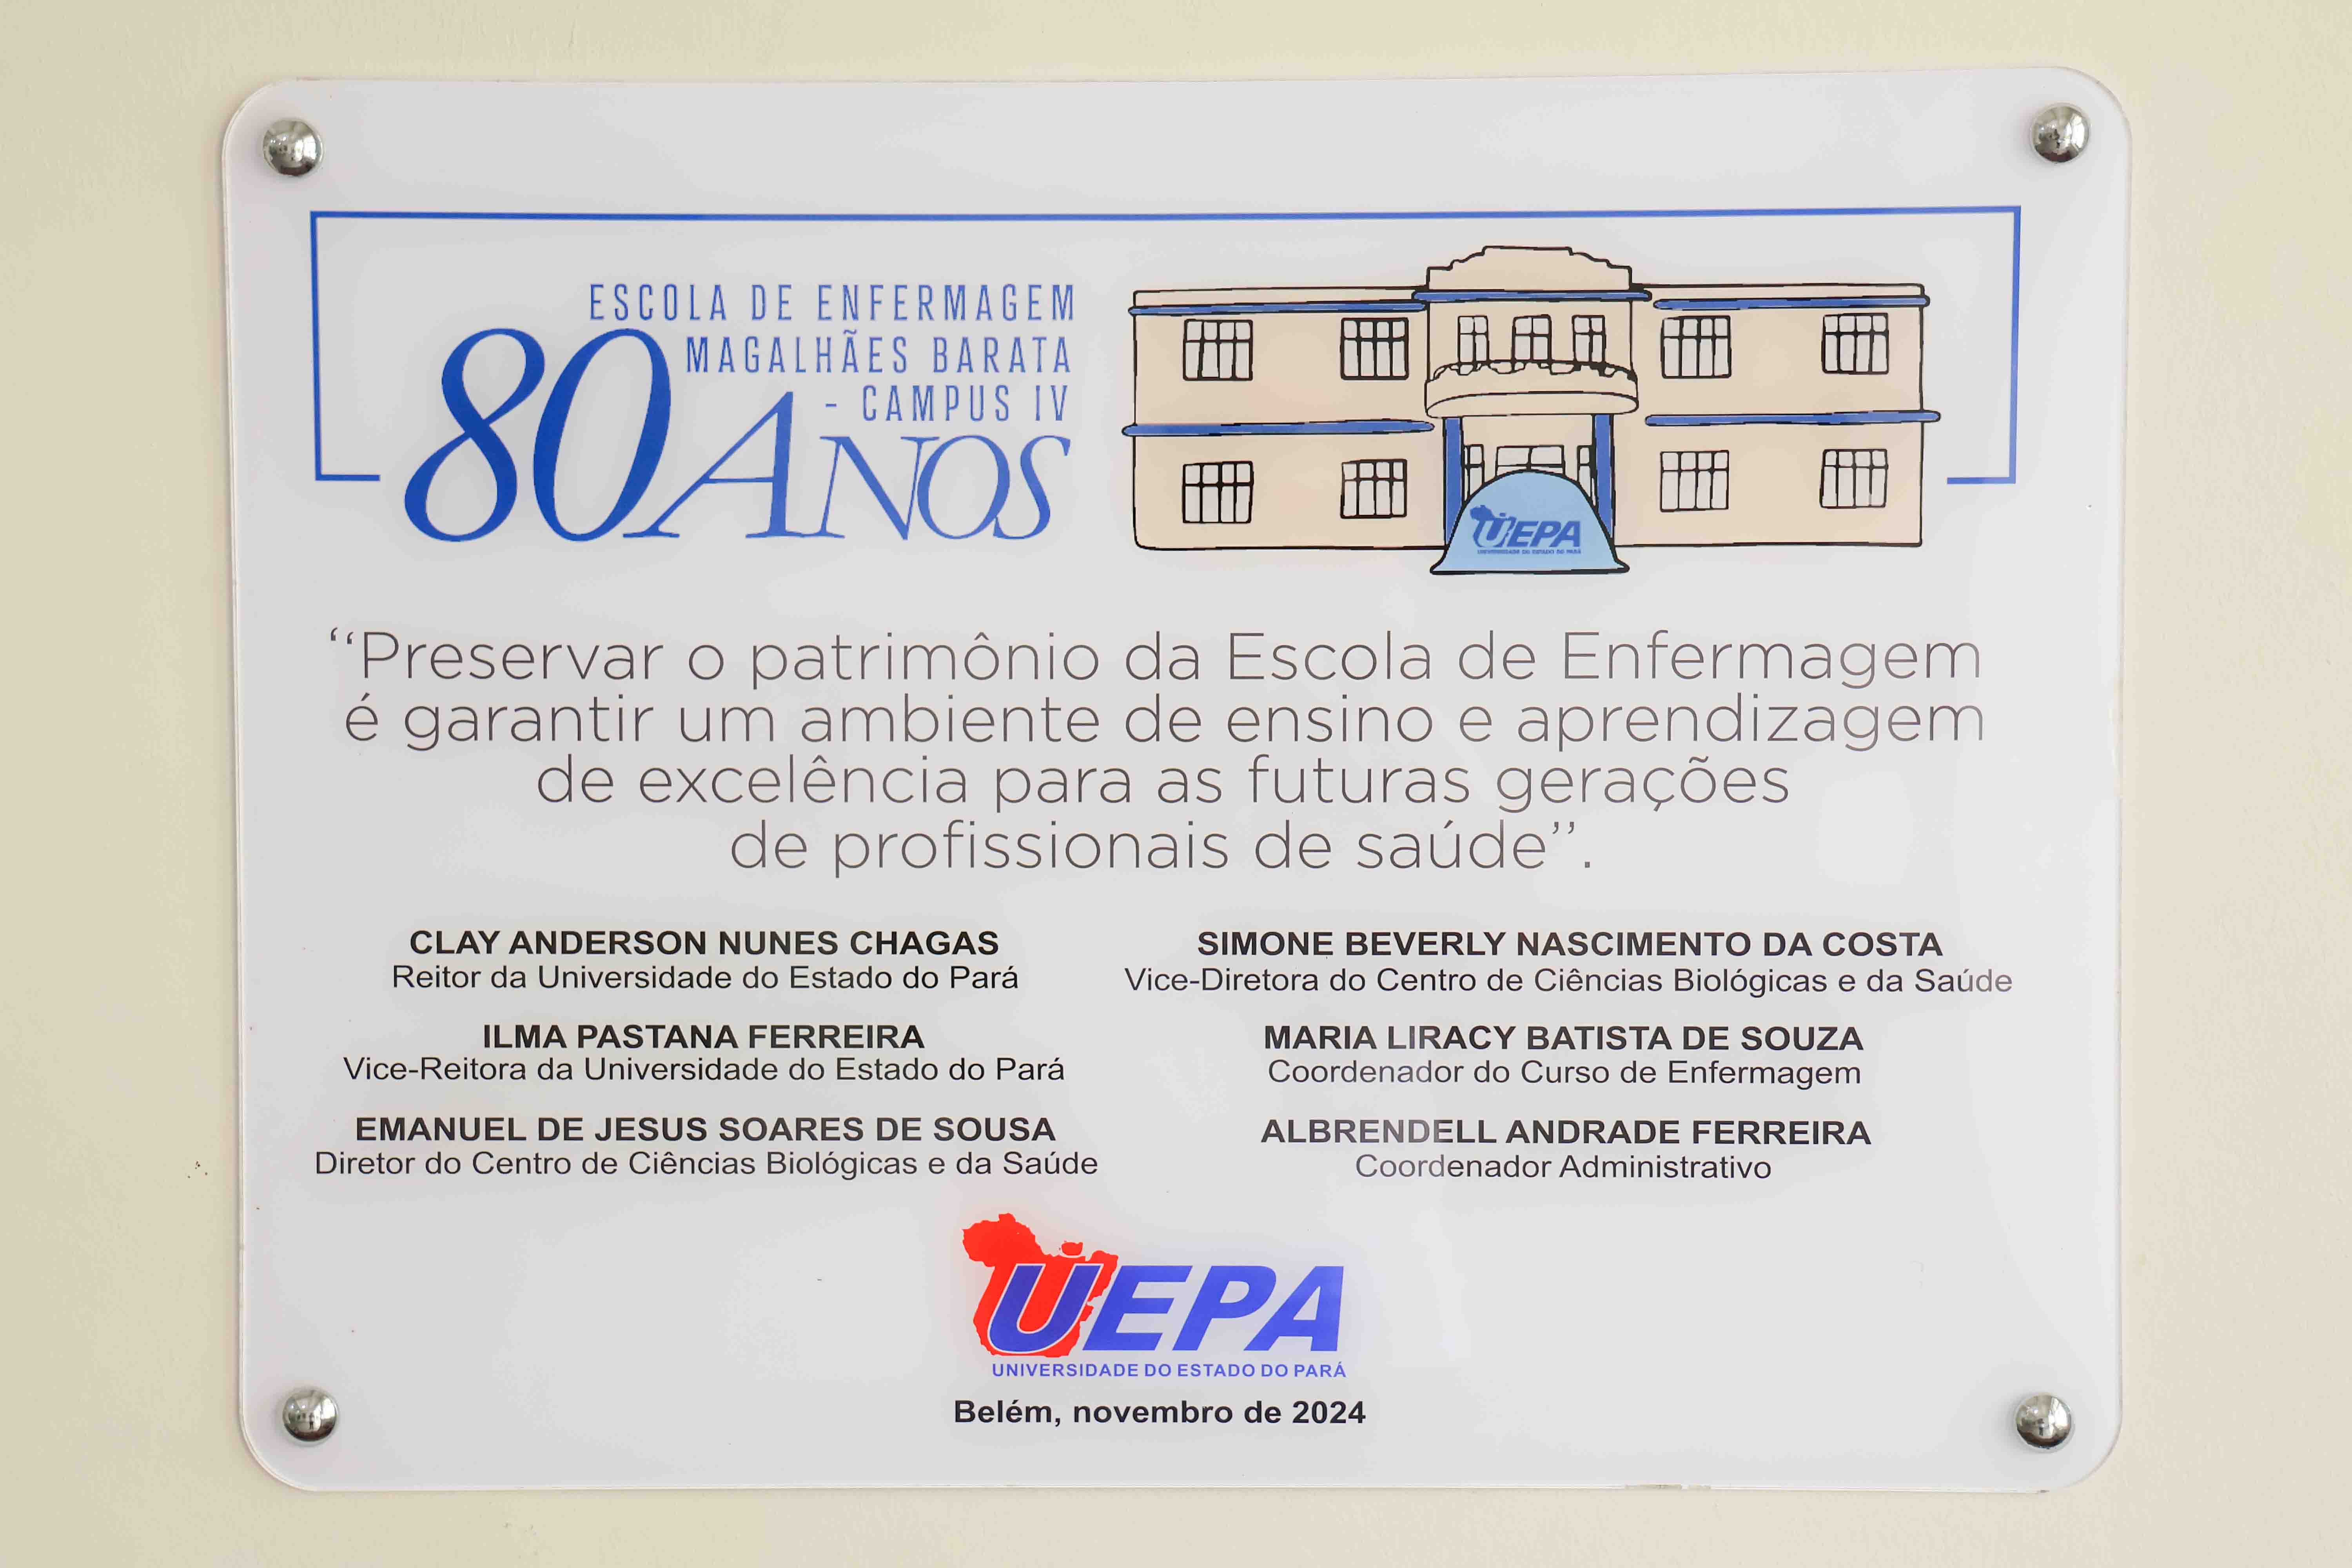 ESCOLA DE ENFERMAGEM
MAGALHÃES BARATA
- CAMPUS IV
80 ANOS
UEPA
UNIVERSIDADE DO ESTADO DO PARÁ
“Preservar o patrimônio da Escola de Enfermagem
é garantir um ambiente de ensino e aprendizagem
de excelência para as futuras gerações
de profissionais de saúde”.
CLAY ANDERSON NUNES CHAGAS
Reitor da Universidade do Estado do Pará
ILMA PASTANA FERREIRA
Vice-Reitora da Universidade do Estado do Pará
EMANUEL DE JESUS SOARES DE SOUSA
Diretor do Centro de Ciências Biológicas e da Saúde
SIMONE BEVERLY NASCIMENTO DA COSTA
Vice-Diretora do Centro de Ciências Biológicas e da Saúde
MARIA LIRACY BATISTA DE SOUZA
Coordenador do Curso de Enfermagem
ALBRENDELL ANDRADE FERREIRA
Coordenador Administrativo
UEPA
UNIVERSIDADE DO ESTADO DO PARÁ
Belém, novembro de 2024